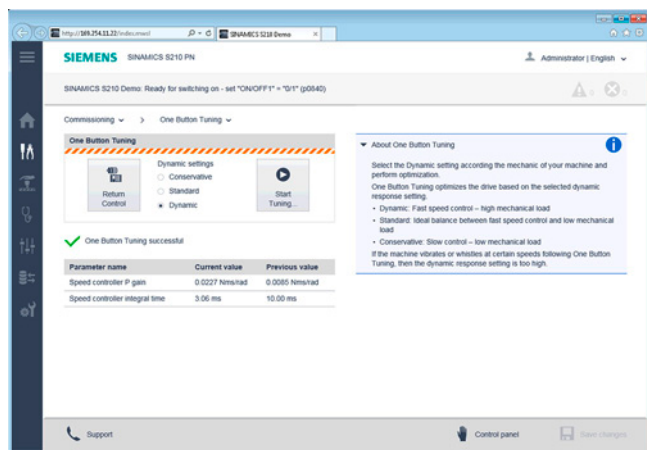 http://169.254.11.22/index.mwsl
SINAMICS S210 Demo
SIEMENS SINAMICS S210 PN
Administrator | English
SINAMICS S210 Demo: Ready for switching on - set "ON/OFF1" = "0/1" (p0840)
0
0
Commissioning > One Button Tuning
One Button Tuning
Return
Control
Dynamic settings
Conservative
Standard
Dynamic
Start
Tuning...
One Button Tuning successful
Parameter name Current value Previous value
Speed controller P gain 0.0227 Nms/rad 0.0085 Nms/rad
Speed controller integral time 3.06 ms 10.00 ms
About One Button Tuning
Select the Dynamic setting according the mechanic of your machine and
perform optimization.
One Button Tuning optimizes the drive based on the selected dynamic
response setting.
• Dynamic: Fast speed control – high mechanical load
• Standard: Ideal balance between fast speed control and low mechanical
load
• Conservative: Slow control – low mechanical load
If the machine vibrates or whistles at certain speeds following One Button
Tuning, then the dynamic response setting is too high.
Support
Control panel
Save changes